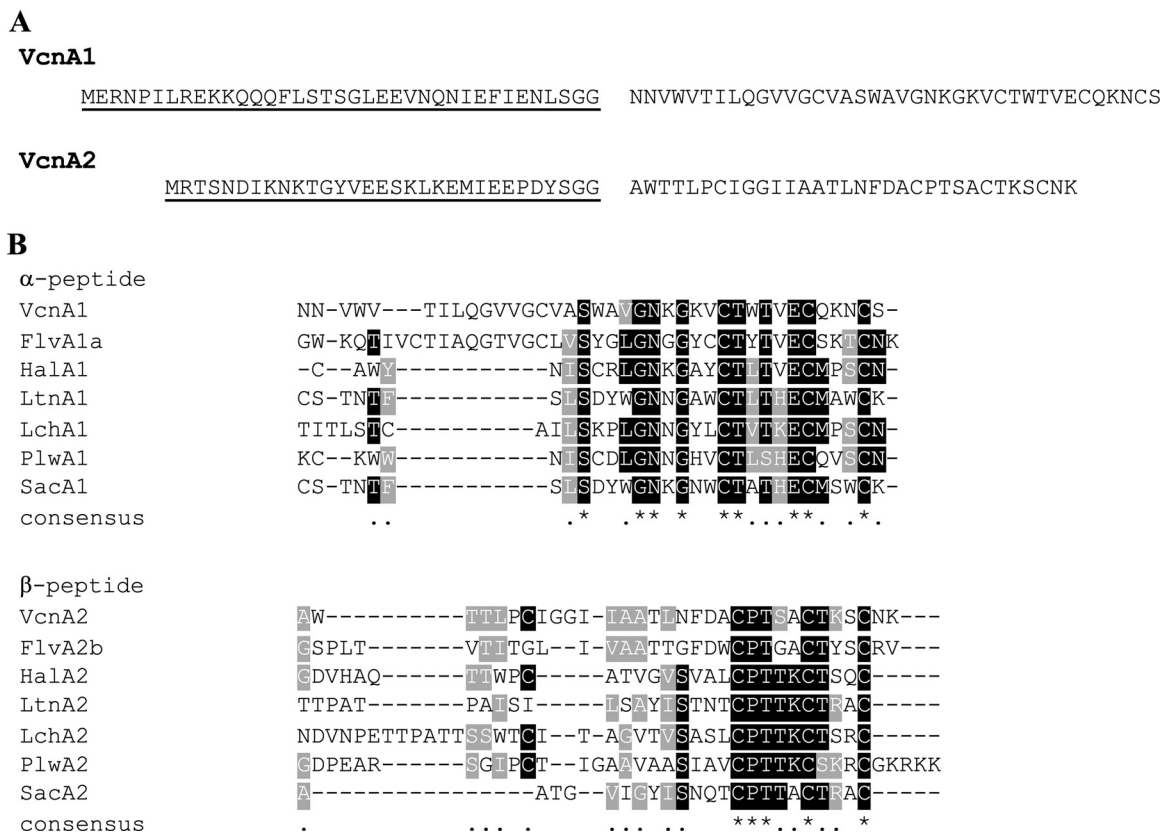 A
VcnA1
MERNPILREKKQQQFLSTSGLEEVNQNIEFIENLSGG NNVWVTILQGVVGCVASWAVGNKGKVCTWTVECQKNCS
VcnA2
MRTSNDIKNKTGYVEESKLKEMIEEPDYSGG AWTTLPCIGGIIAATLNFDACPTSACTKSCNK
B
α-peptide
VcnA1 NN-VWV---TILQGVVGCVASWAVGNKGKVCTWTVECQKNCS-
FlvA1a GW-KQTIVCTIAQGTVGCLVSYGLGNGGYCCTYTVECSKTCNK
HalA1 -C--AWY-----------NISCRLGNKGAYCTLTVECMPSCN-
LtnA1 CS-TNTF-----------SLSDYWGNNGAWCTLTHECMAWCK-
LchA1 TITLSTC----------AILSKPLGNNGYLCTVTKECMPSCN-
PlwA1 KC-KWW-----------NISCDLGNNGHVCTLSHECQVSCN-
SacA1 CS-TNTF-----------SLSDYWGNKGNWCTATHECMSWCK-
consensus .. .* .** * **...**. .*.
β-peptide
VcnA2 AW----------TTLPCIGGI-IAATLNFDACPTSACTKSCNK---
FlvA2b GSPLT-------VTITGL--I-VAATTGFDWCPTGACTYSCRV---
HalA2 GDVHAQ------TTWPC-----ATVGVSVALCPTTKCTSQC-----
LtnA2 TTPAT-------PAISI-----LSAYISTNTCPTTKCTRAC-----
LchA2 NDVNPETTPATTSSWTCI--T-AGVTVSASLCPTTKCTSRC-----
PlwA2 GDPEAR------SGIPCT--IGAAVAASIAVCPTTKCSKRCGKRKK
SacA2 A----------------ATG--VIGYISNQTCPTTACTRAC-----
consensus . ... . ... .. *** .*.. *